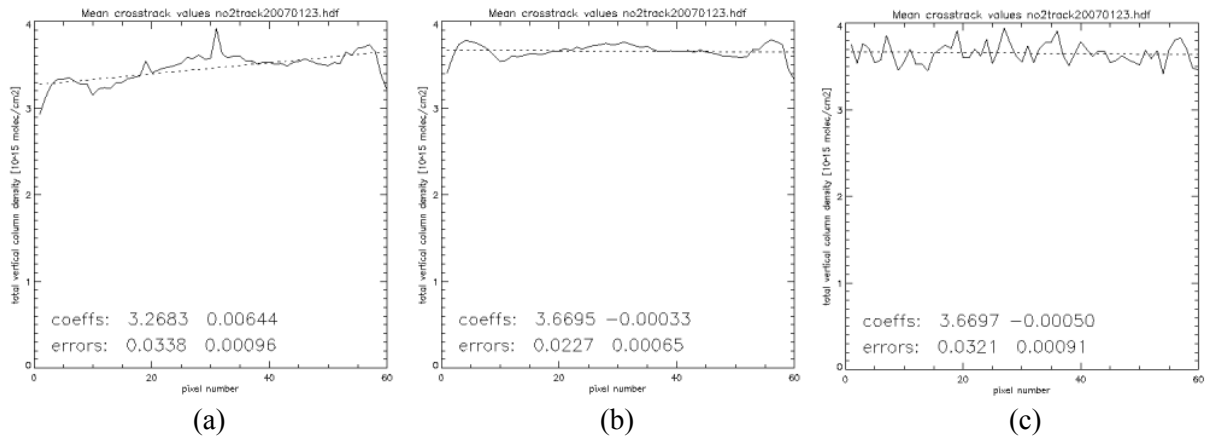 Mean crosstrack values no2track20070123.hdf
total vertical column density [10^15 molec/cm2]
4
3
2
1
0
coeffs: 3.2683 0.00644
errors: 0.0338 0.00096
0 20 40 60
pixel number
(a)
Mean crosstrack values no2track20070123.hdf
total vertical column density [10^15 molec/cm2]
4
3
2
1
0
coeffs: 3.6695 −0.00033
errors: 0.0227 0.00065
0 20 40 60
pixel number
(b)
Mean crosstrack values no2track20070123.hdf
total vertical column density [10^15 molec/cm2]
4
3
2
1
0
coeffs: 3.6697 −0.00050
errors: 0.0321 0.00091
0 20 40 60
pixel number
(c)